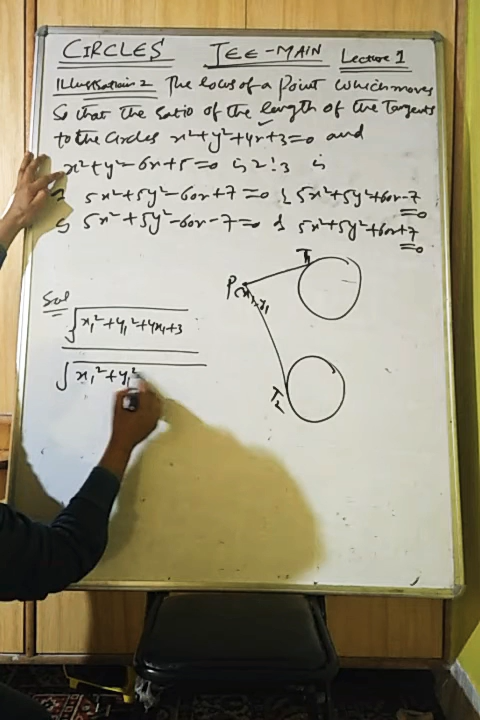 CIRCLES JEE-MAIN Lecture 1
Illustration 2 The locus of a Point which moves
So that the ratio of the length of the Tangents
to the circles x²+y²+4x+3=0 and
x²+y²-6x+5=0 is 2:3 is
5x²+5y²-60x+7=0 { 5x²+5y²+60x-7=0
5x²+5y²-60x-7=0 { 5x²+5y²+60x+7=0
Sol
√x₁²+y₁²+4x₁+3
√x₁²+y₁²
P(x₁,y₁
T₁
T₂